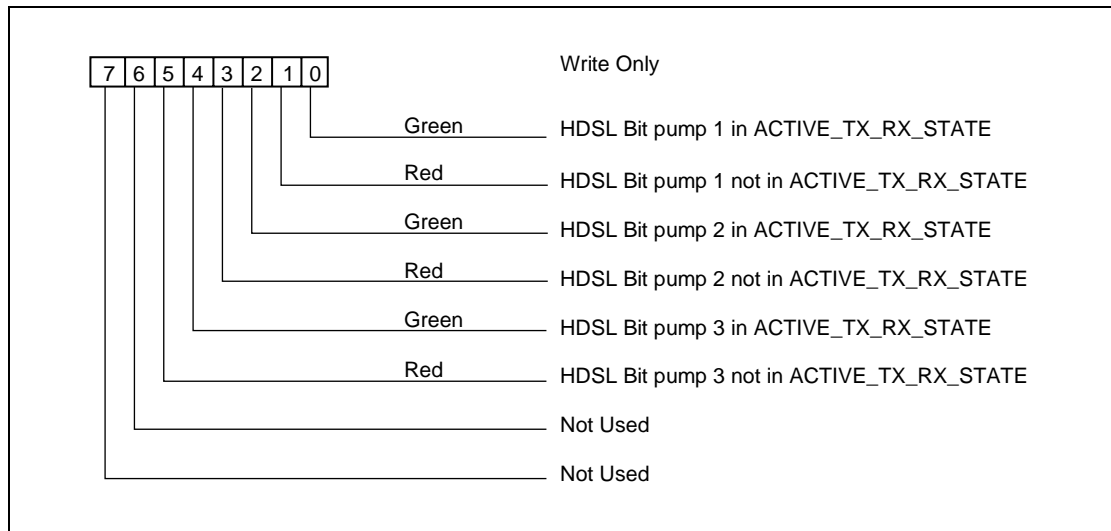 7 6 5 4 3 2 1 0 Write Only
Green HDSL Bit pump 1 in ACTIVE_TX_RX_STATE
Red HDSL Bit pump 1 not in ACTIVE_TX_RX_STATE
Green HDSL Bit pump 2 in ACTIVE_TX_RX_STATE
Red HDSL Bit pump 2 not in ACTIVE_TX_RX_STATE
Green HDSL Bit pump 3 in ACTIVE_TX_RX_STATE
Red HDSL Bit pump 3 not in ACTIVE_TX_RX_STATE
Not Used
Not Used